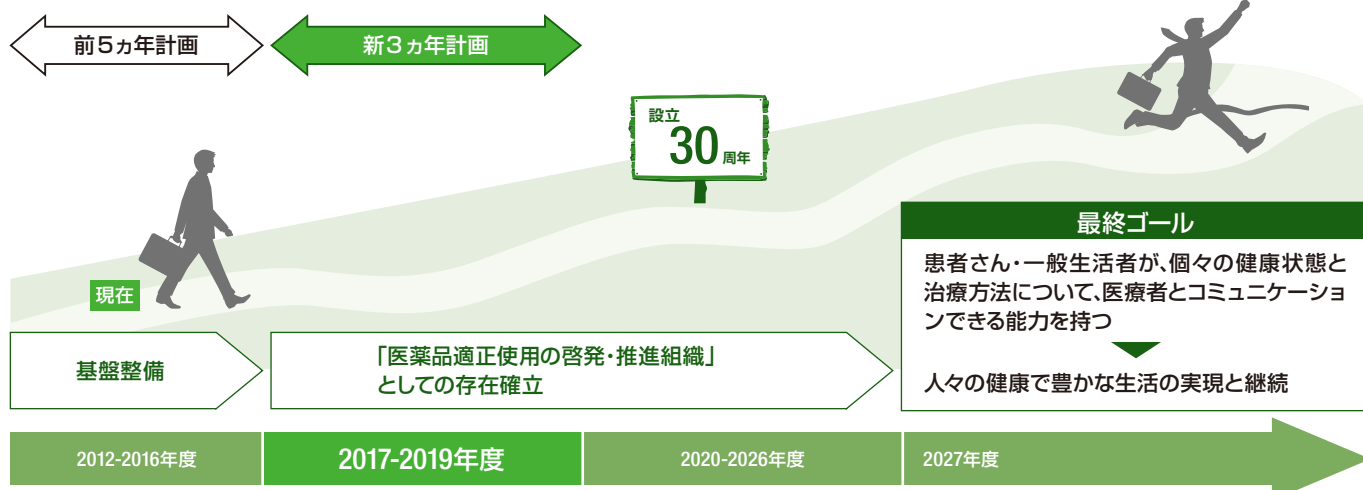 前5ヵ年計画
新3ヵ年計画
設立
30周年
現在
基盤整備
「医薬品適正使用の啓発・推進組織」
としての存在確立
最終ゴール
患者さん・一般生活者が、個々の健康状態と
治療方法について、医療者とコミュニケーショ
ンできる能力を持つ
人々の健康で豊かな生活の実現と継続
2012-2016年度
2017-2019年度
2020-2026年度
2027年度